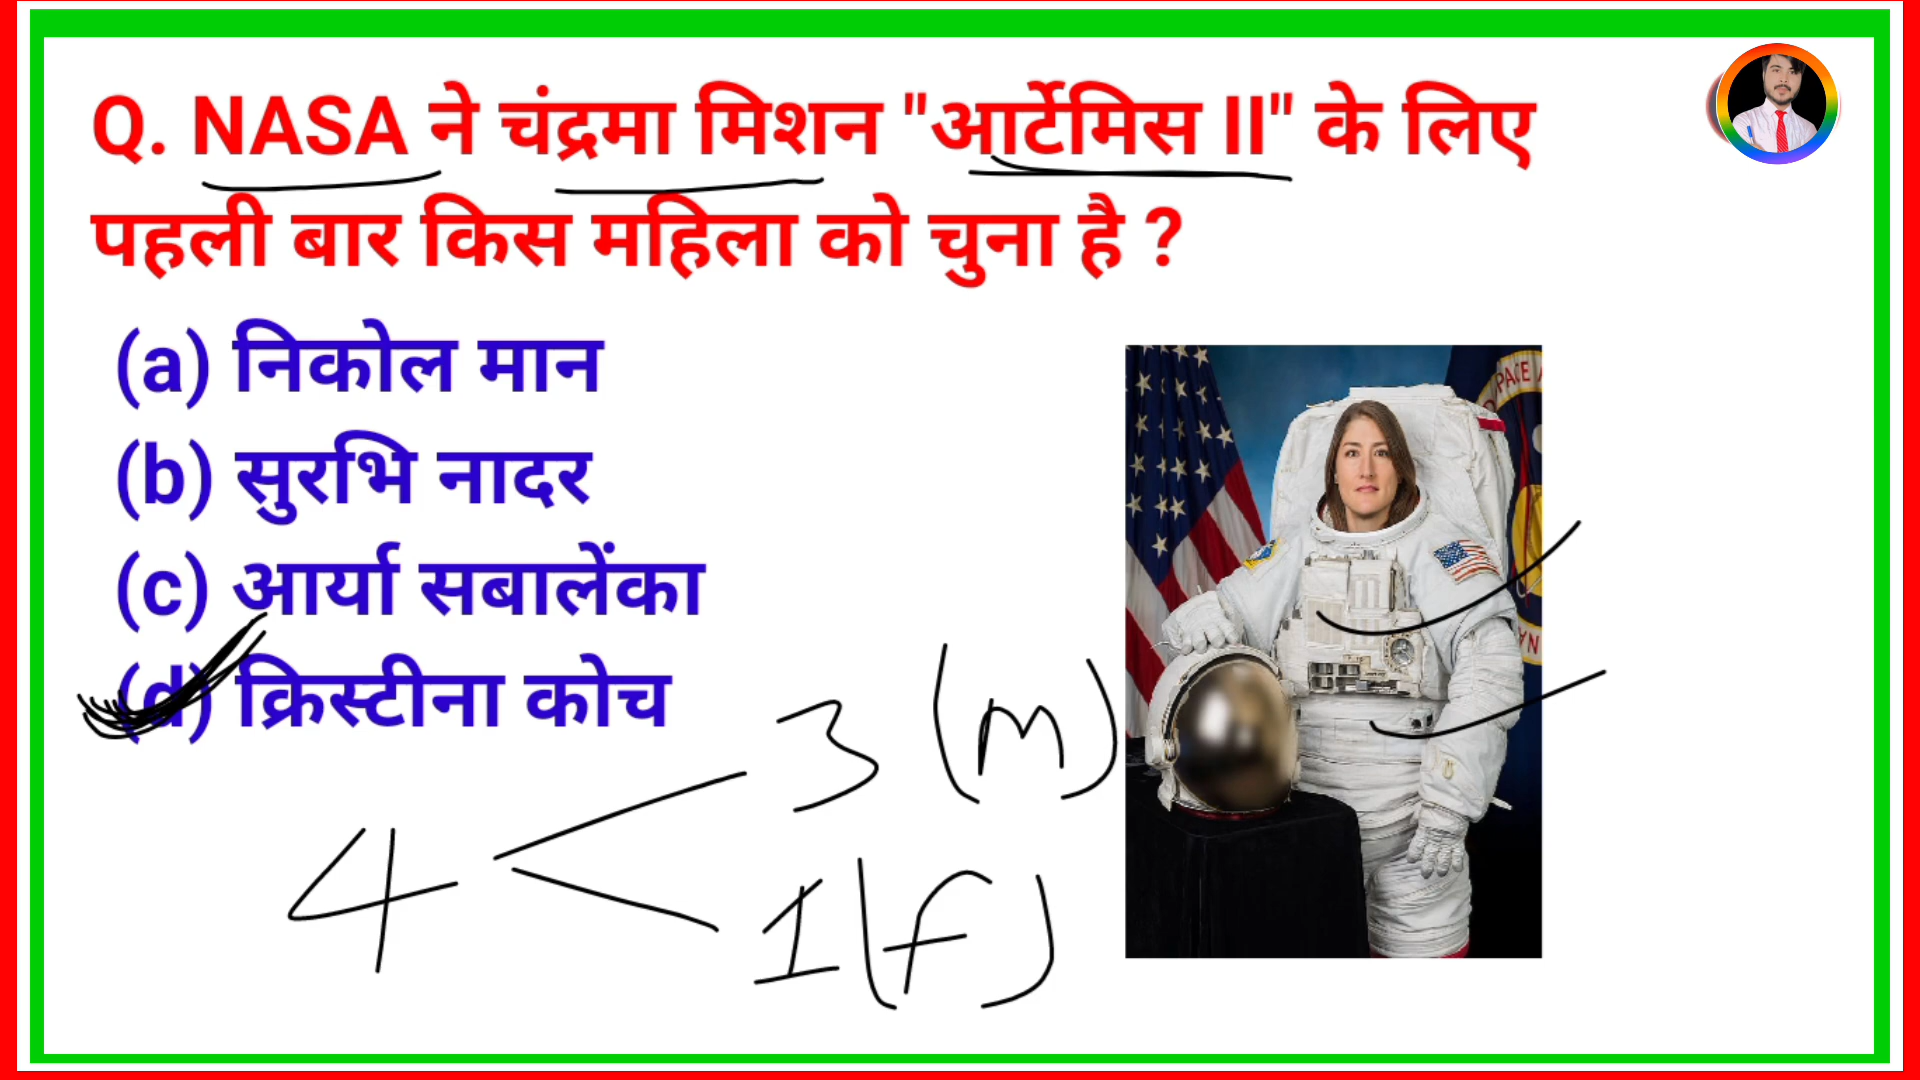 Q. NASA ने चंद्रमा मिशन "आर्टेमिस II" के लिए
पहली बार किस महिला को चुना है ?
(a) निकोल मान
(b) सुरभि नादर
(c) आर्या सबालेंका
(d) क्रिस्टीना कोच
3 (m)
4
1 (f)